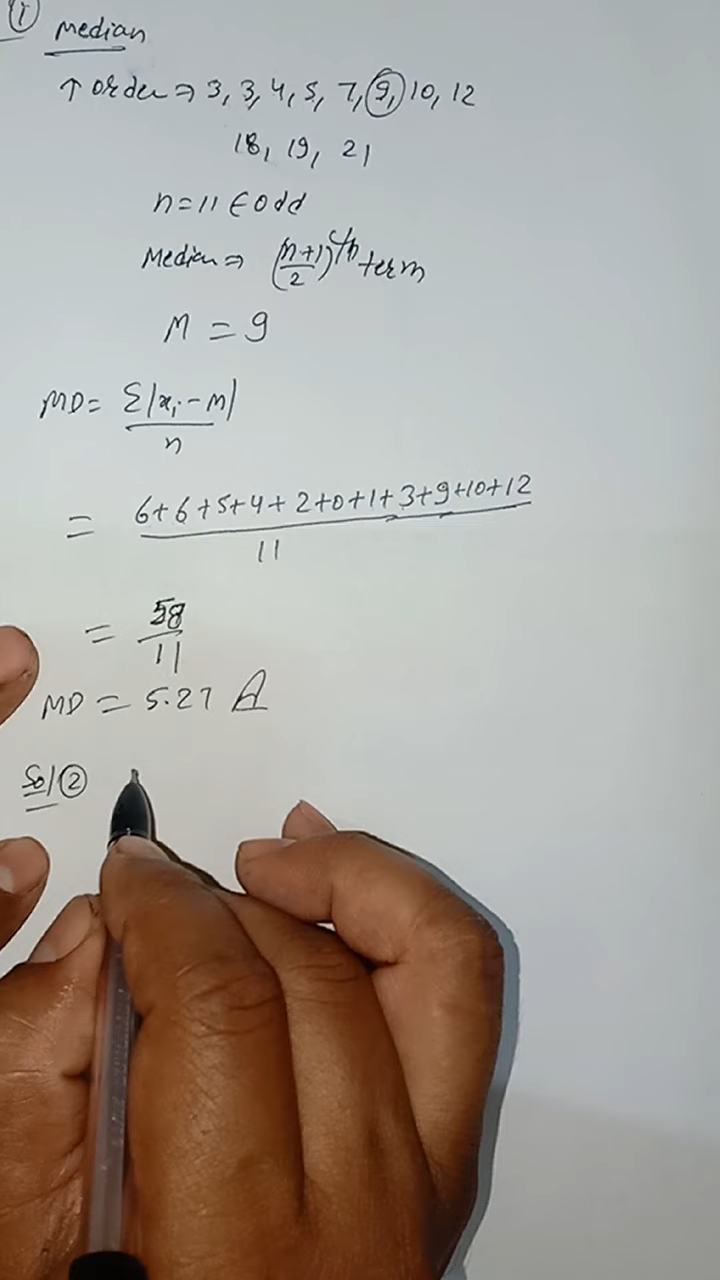 ① Median
↑ order ⇒ 3, 3, 4, 5, 7, 9, 10, 12
18, 19, 21
n = 11 ∈ odd
Median ⇒ (n+1/2)th term
M = 9
MD = Σ|xi - M|/n
= 6+6+5+4+2+0+1+3+9+10+12/11
= 58/11
MD = 5.27 A
Sol ②